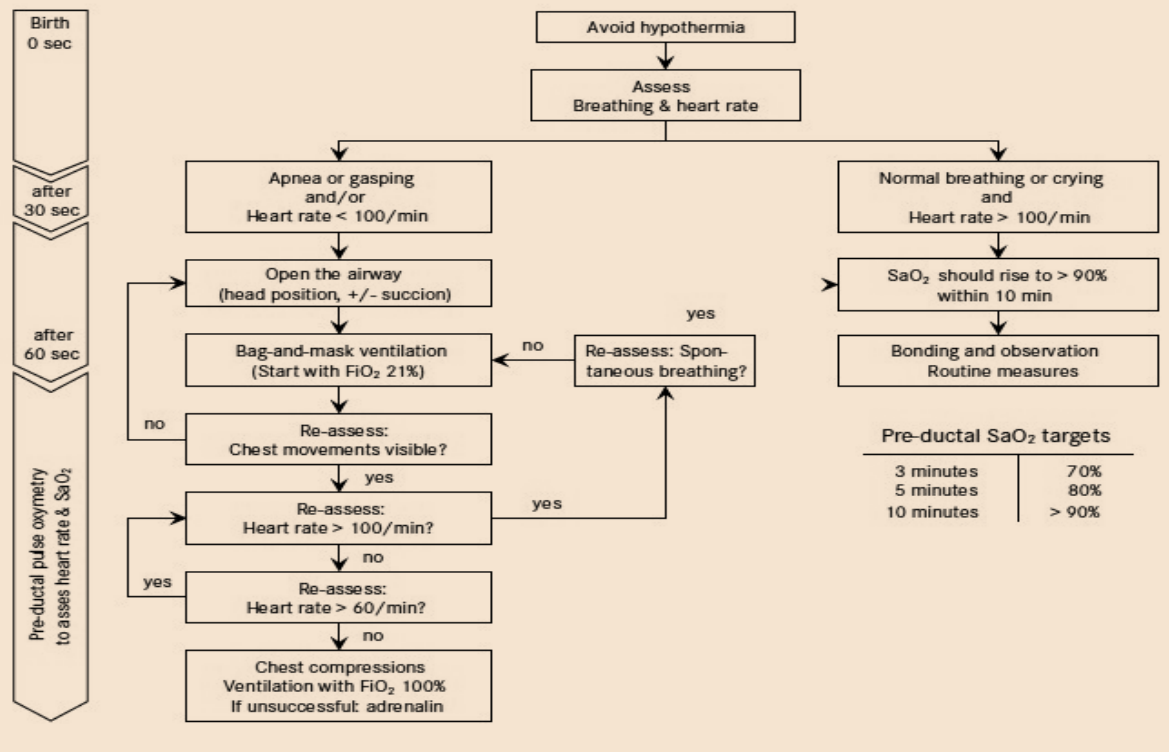 Birth
0 sec
after
30 sec
after
60 sec
Pre-ductal pulse oxymetry
to asses heart rate & SaO₂
Avoid hypothermia
Assess
Breathing & heart rate
Apnea or gasping
and/or
Heart rate < 100/min
Normal breathing or crying
and
Heart rate > 100/min
Open the airway
(head position, +/- succion)
SaO₂ should rise to > 90%
within 10 min
yes
Bag-and-mask ventilation
(Start with FiO₂ 21%)
no
Re-assess: Spon-
taneous breathing?
Bonding and observation
Routine measures
no
Re-assess:
Chest movements visible?
yes
Re-assess:
Heart rate > 100/min?
yes
no
yes
Re-assess:
Heart rate > 60/min?
no
Chest compressions
Ventilation with FiO₂ 100%
If unsuccessful: adrenalin
Pre-ductal SaO₂ targets
3 minutes 70%
5 minutes 80%
10 minutes > 90%